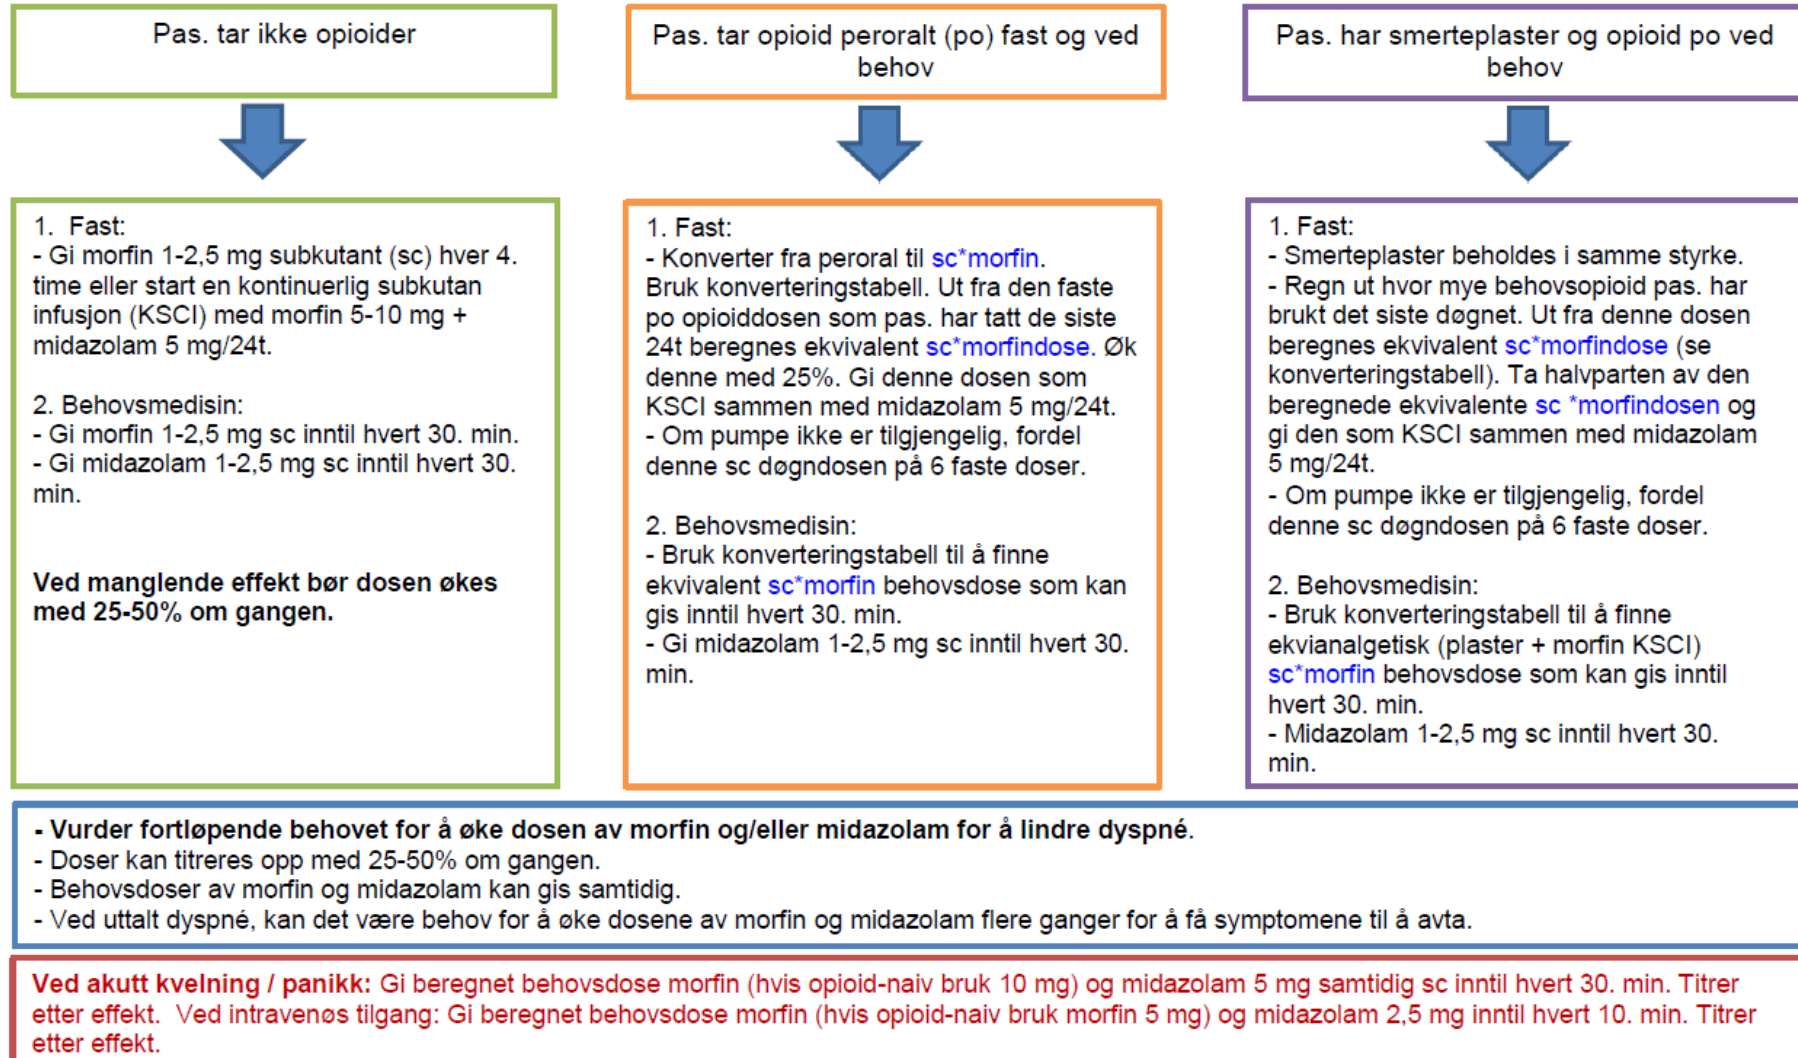 Pas. tar ikke opioider
Pas. tar opioid peroralt (po) fast og ved
behov
Pas. har smerteplaster og opioid po ved
behov
1. Fast:
- Gi morfin 1-2,5 mg subkutant (sc) hver 4.
time eller start en kontinuerlig subkutan
infusjon (KSCI) med morfin 5-10 mg +
midazolam 5 mg/24t.
2. Behovsmedisin:
- Gi morfin 1-2,5 mg sc inntil hvert 30. min.
- Gi midazolam 1-2,5 mg sc inntil hvert 30.
min.
Ved manglende effekt bør dosen økes
med 25-50% om gangen.
1. Fast:
- Konverter fra peroral til sc*morfin.
Bruk konverteringstabell. Ut fra den faste
po opioiddosen som pas. har tatt de siste
24t beregnes ekvivalent sc*morfindose. Øk
denne med 25%. Gi denne dosen som
KSCI sammen med midazolam 5 mg/24t.
- Om pumpe ikke er tilgjengelig, fordel
denne sc døgndosen på 6 faste doser.
2. Behovsmedisin:
- Bruk konverteringstabell til å finne
ekvivalent sc*morfin behovsdose som kan
gis inntil hvert 30. min.
- Gi midazolam 1-2,5 mg sc inntil hvert 30.
min.
1. Fast:
- Smerteplaster beholdes i samme styrke.
- Regn ut hvor mye behovsopioid pas. har
brukt det siste døgnet. Ut fra denne dosen
beregnes ekvivalent sc*morfindose (se
konverteringstabell). Ta halvparten av den
beregnede ekvivalente sc *morfindosen og
gi den som KSCI sammen med midazolam
5 mg/24t.
- Om pumpe ikke er tilgjengelig, fordel
denne sc døgndosen på 6 faste doser.
2. Behovsmedisin:
- Bruk konverteringstabell til å finne
ekvianalgetisk (plaster + morfin KSCI)
sc*morfin behovsdose som kan gis inntil
hvert 30. min.
- Midazolam 1-2,5 mg sc inntil hvert 30.
min.
- Vurder fortløpende behovet for å øke dosen av morfin og/eller midazolam for å lindre dyspné.
- Doser kan titreres opp med 25-50% om gangen.
- Behovsdoser av morfin og midazolam kan gis samtidig.
- Ved uttalt dyspné, kan det være behov for å øke dosene av morfin og midazolam flere ganger for å få symptomene til å avta.
Ved akutt kvelning / panikk: Gi beregnet behovsdose morfin (hvis opioid-naiv bruk 10 mg) og midazolam 5 mg samtidig sc inntil hvert 30. min. Titrer
etter effekt. Ved intravenøs tilgang: Gi beregnet behovsdose morfin (hvis opioid-naiv bruk morfin 5 mg) og midazolam 2,5 mg inntil hvert 10. min. Titrer
etter effekt.